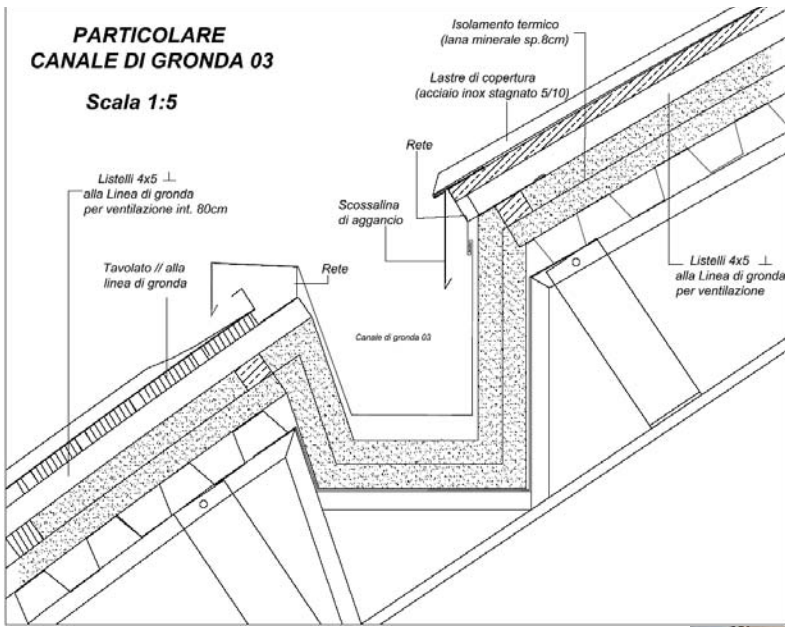 PARTICOLARE
CANALE DI GRONDA 03
Scala 1:5
Isolamento termico
(lana minerale sp.8cm)
Lastre di copertura
(acciaio inox stagnato 5/10)
Rete
Scossalina
di aggancio
Listelli 4x5 ⊥
alla Linea di gronda
per ventilazione int. 80cm
Tavolato // alla
linea di gronda
Rete
Canale di gronda 03
Listelli 4x5 ⊥
alla Linea di gronda
per ventilazione